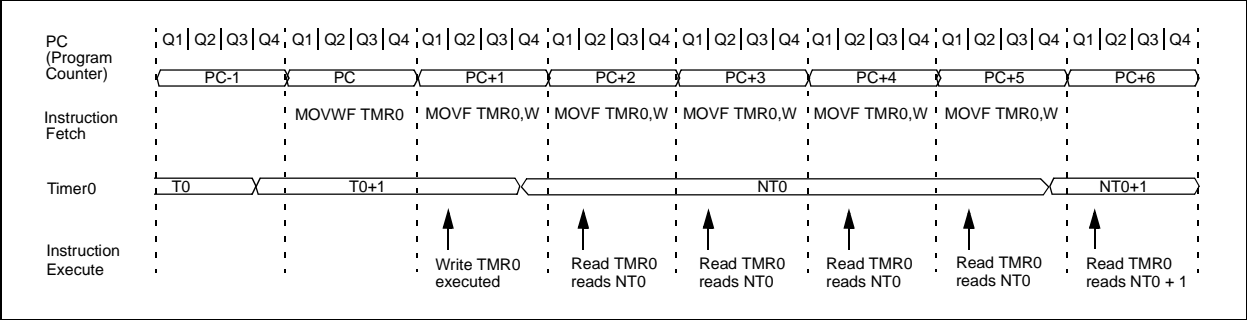 PC
(Program
Counter)
Q1 Q2 Q3 Q4 Q1 Q2 Q3 Q4 Q1 Q2 Q3 Q4 Q1 Q2 Q3 Q4 Q1 Q2 Q3 Q4 Q1 Q2 Q3 Q4 Q1 Q2 Q3 Q4 Q1 Q2 Q3 Q4
PC-1 PC PC+1 PC+2 PC+3 PC+4 PC+5 PC+6
Instruction
Fetch
MOVWF TMR0 MOVF TMR0,W MOVF TMR0,W MOVF TMR0,W MOVF TMR0,W MOVF TMR0,W
Timer0
T0 T0+1 NT0 NT0+1
Instruction
Execute
Write TMR0
executed
Read TMR0
reads NT0
Read TMR0
reads NT0
Read TMR0
reads NT0
Read TMR0
reads NT0
Read TMR0
reads NT0 + 1